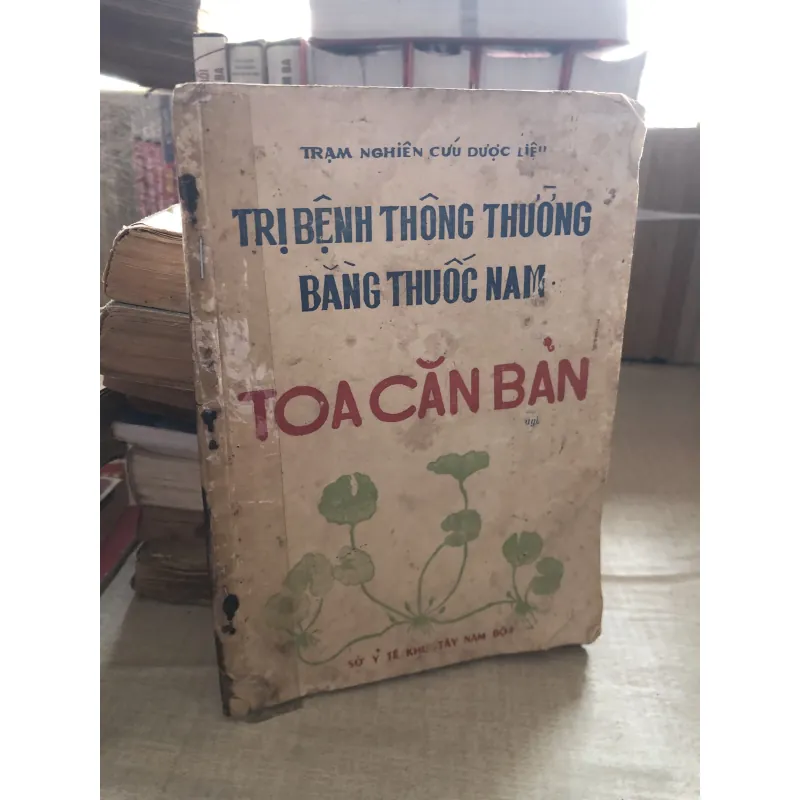 TRẠM NGHIÊN CỨU DƯỢC LIỆU
TRỊ BỆNH THÔNG THƯỜNG
BẰNG THUỐC NAM
TOA CĂN BẢN
SỞ Y TẾ KHU TÂY NAM BỘ